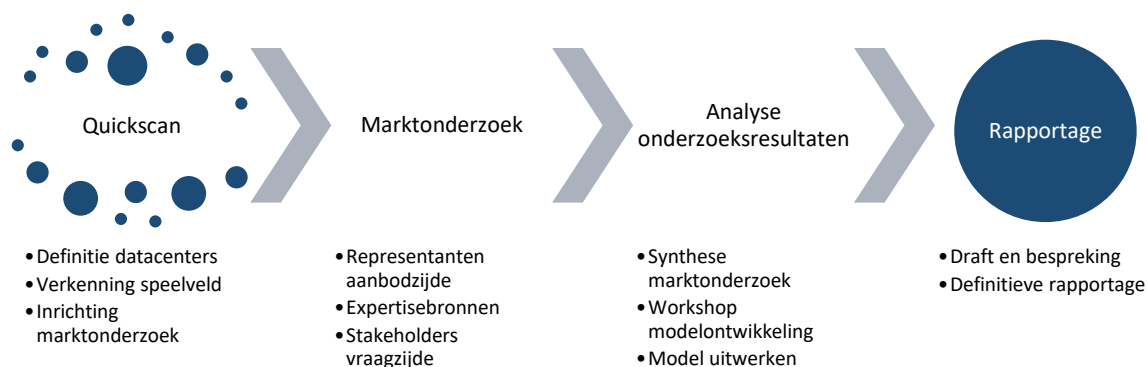 Quickscan
Marktonderzoek
Analyse
onderzoeksresultaten
Rapportage
•Definitie datacenters
•Verkenning speelveld
•Inrichting
marktonderzoek
•Representanten
aanbodzijde
•Expertisebronnen
•Stakeholders
vraagzijde
•Synthese
marktonderzoek
•Workshop
modelontwikkeling
•Model uitwerken
•Draft en bespreking
•Definitieve rapportage